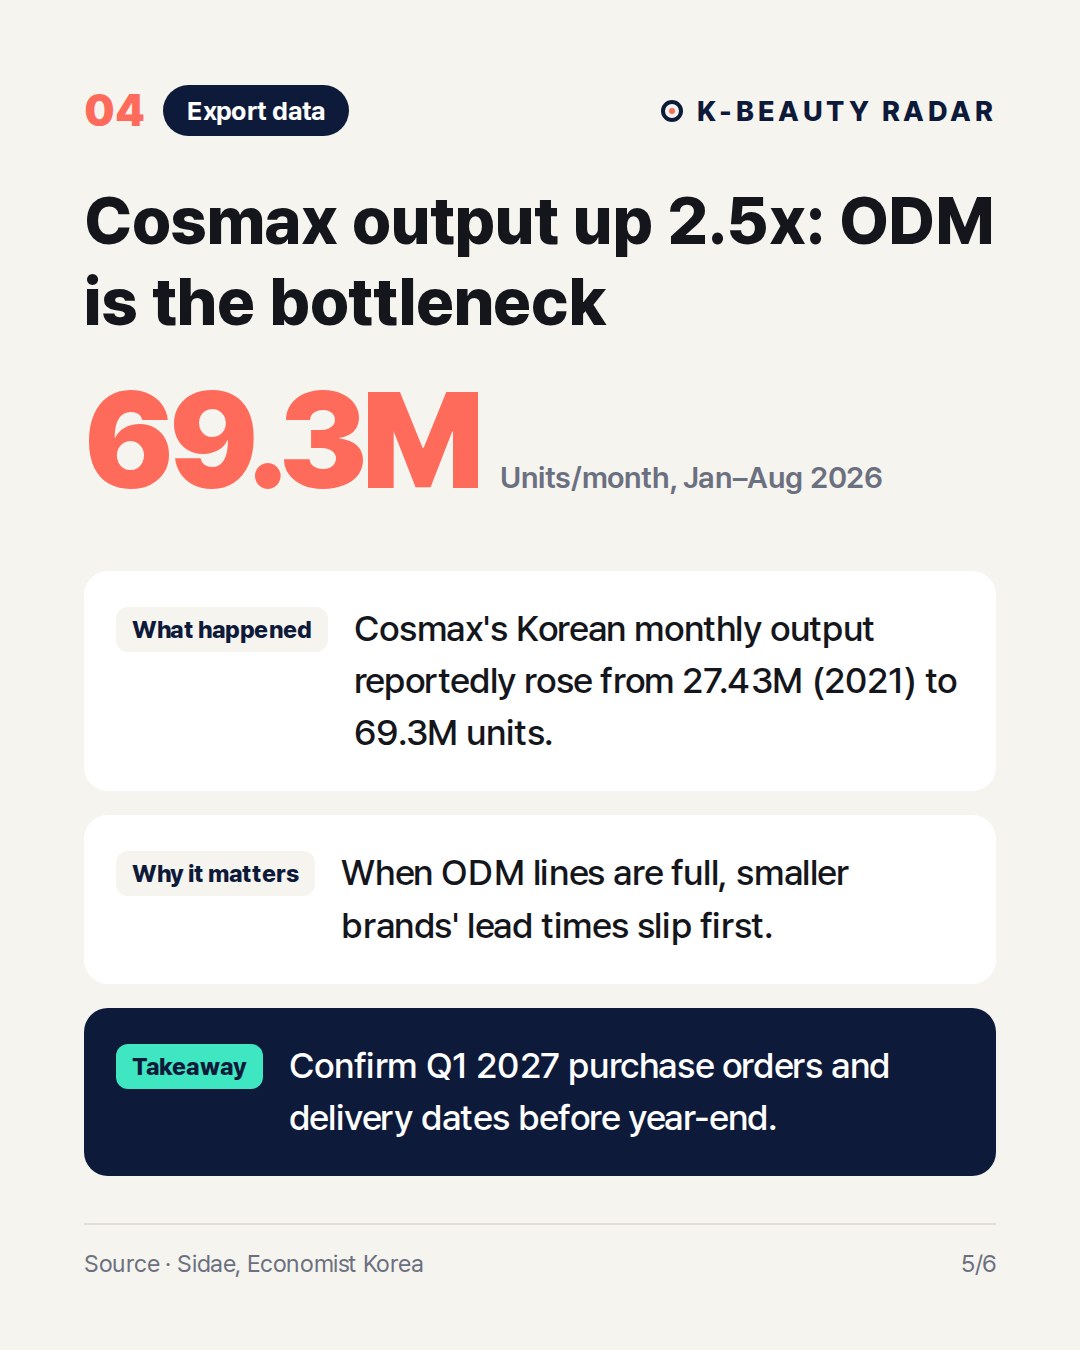 04 Export data
K-BEAUTY RADAR
Cosmax output up 2.5x: ODM
is the bottleneck
69.3M Units/month, Jan–Aug 2026
What happened
Cosmax's Korean monthly output
reportedly rose from 27.43M (2021) to
69.3M units.
Why it matters
When ODM lines are full, smaller
brands' lead times slip first.
Takeaway
Confirm Q1 2027 purchase orders and
delivery dates before year-end.
Source · Sidae, Economist Korea
5/6